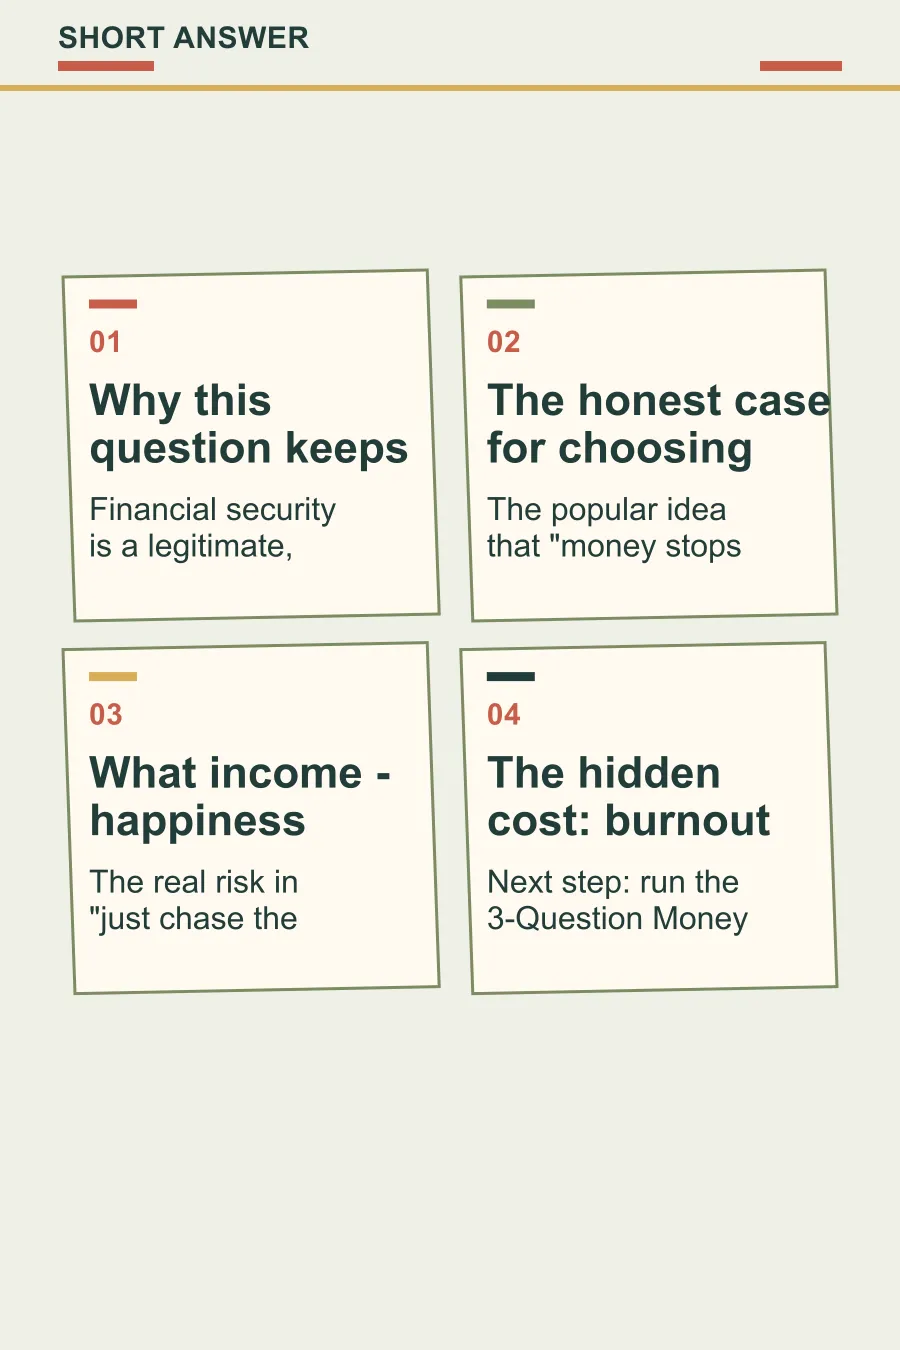 SHORT ANSWER
01
Why this
question keeps
Financial security
is a legitimate,
02
The honest case
for choosing
The popular idea
that "money stops
03
What income -
happiness
The real risk in
"just chase the
04
The hidden
cost: burnout
Next step: run the
3-Question Money